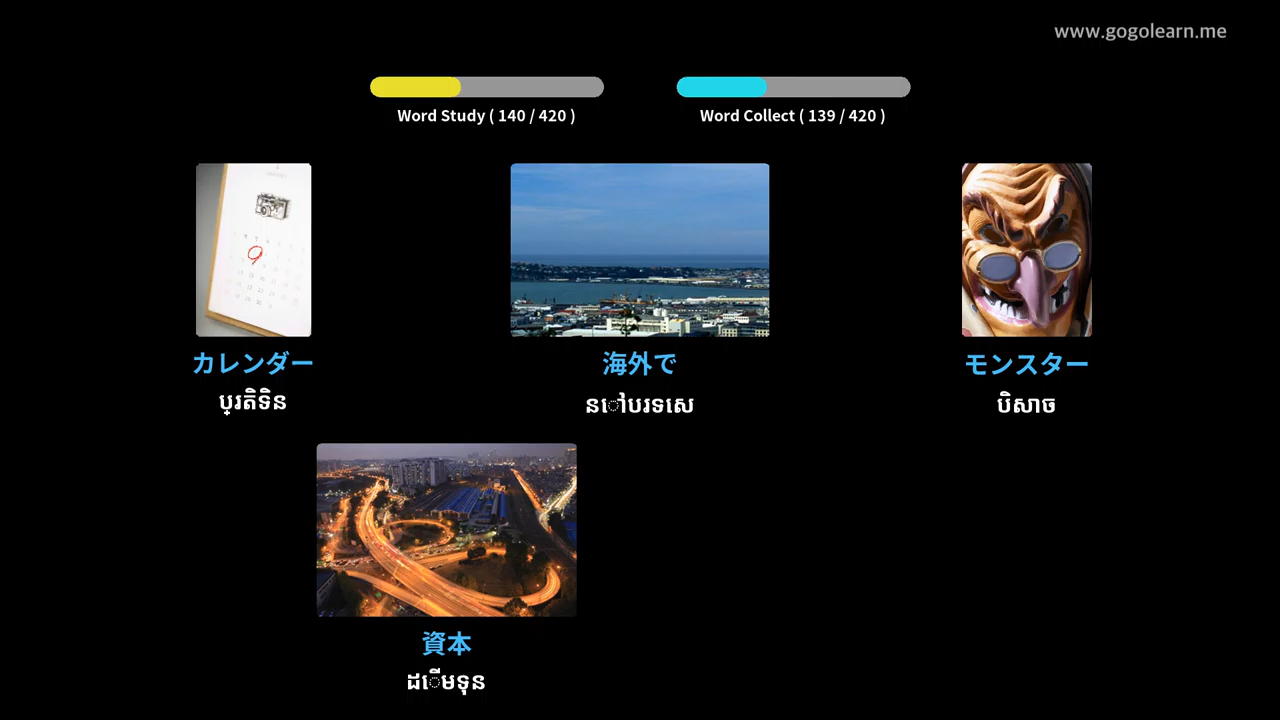 www.gogolearn.me
Word Study ( 140 / 420 )
Word Collect ( 139 / 420 )
カレンダー
ប្រតិទិន
海外で
នៅបរទេស
モンスター
បិសាច
資本
ដើមទុន